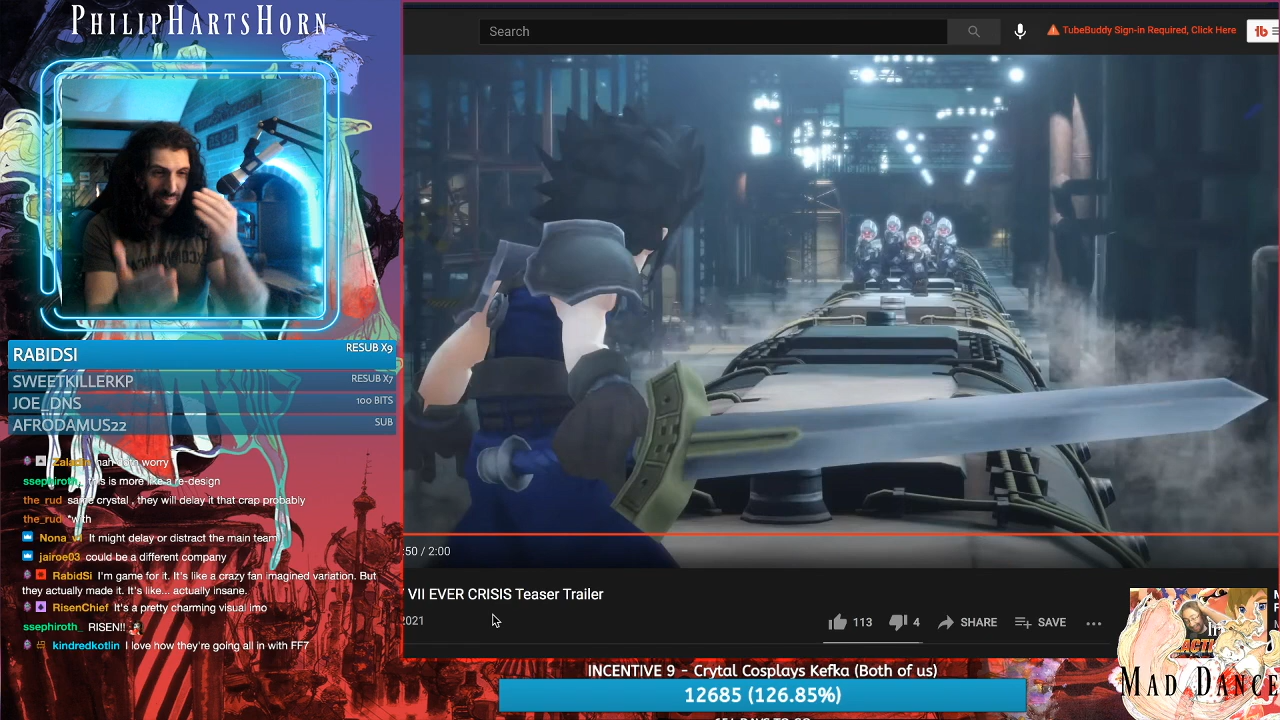 PHILIPHARTSHORN
RABIDSI RESUB X9
SWEETKILLERKP RESUB X7
JOE_DNS 100 BITS
AFRODAMUS22 SUB
worry
ssephiroth_ this is more like a re-design
the_rud same crystal , they will delay it that crap probably
the_rud *with
It might delay or distract the main team
jairoe03 could be a different company
RabidSi I'm game for it. It's like a crazy fan imagined variation. But
they actually made it. It's like... actually insane.
RisenChief It's a pretty charming visual imo
ssephiroth_ RISEN!!
kindredkotlin I love how they're going all in with FF7
Search
TubeBuddy Sign-in Required, Click Here
tb
:50 / 2:00
VII EVER CRISIS Teaser Trailer
2021
113 4 SHARE SAVE ...
MAD DANCE
INCENTIVE 9 - Crytal Cosplays Kefka (Both of us)
12685 (126.85%)